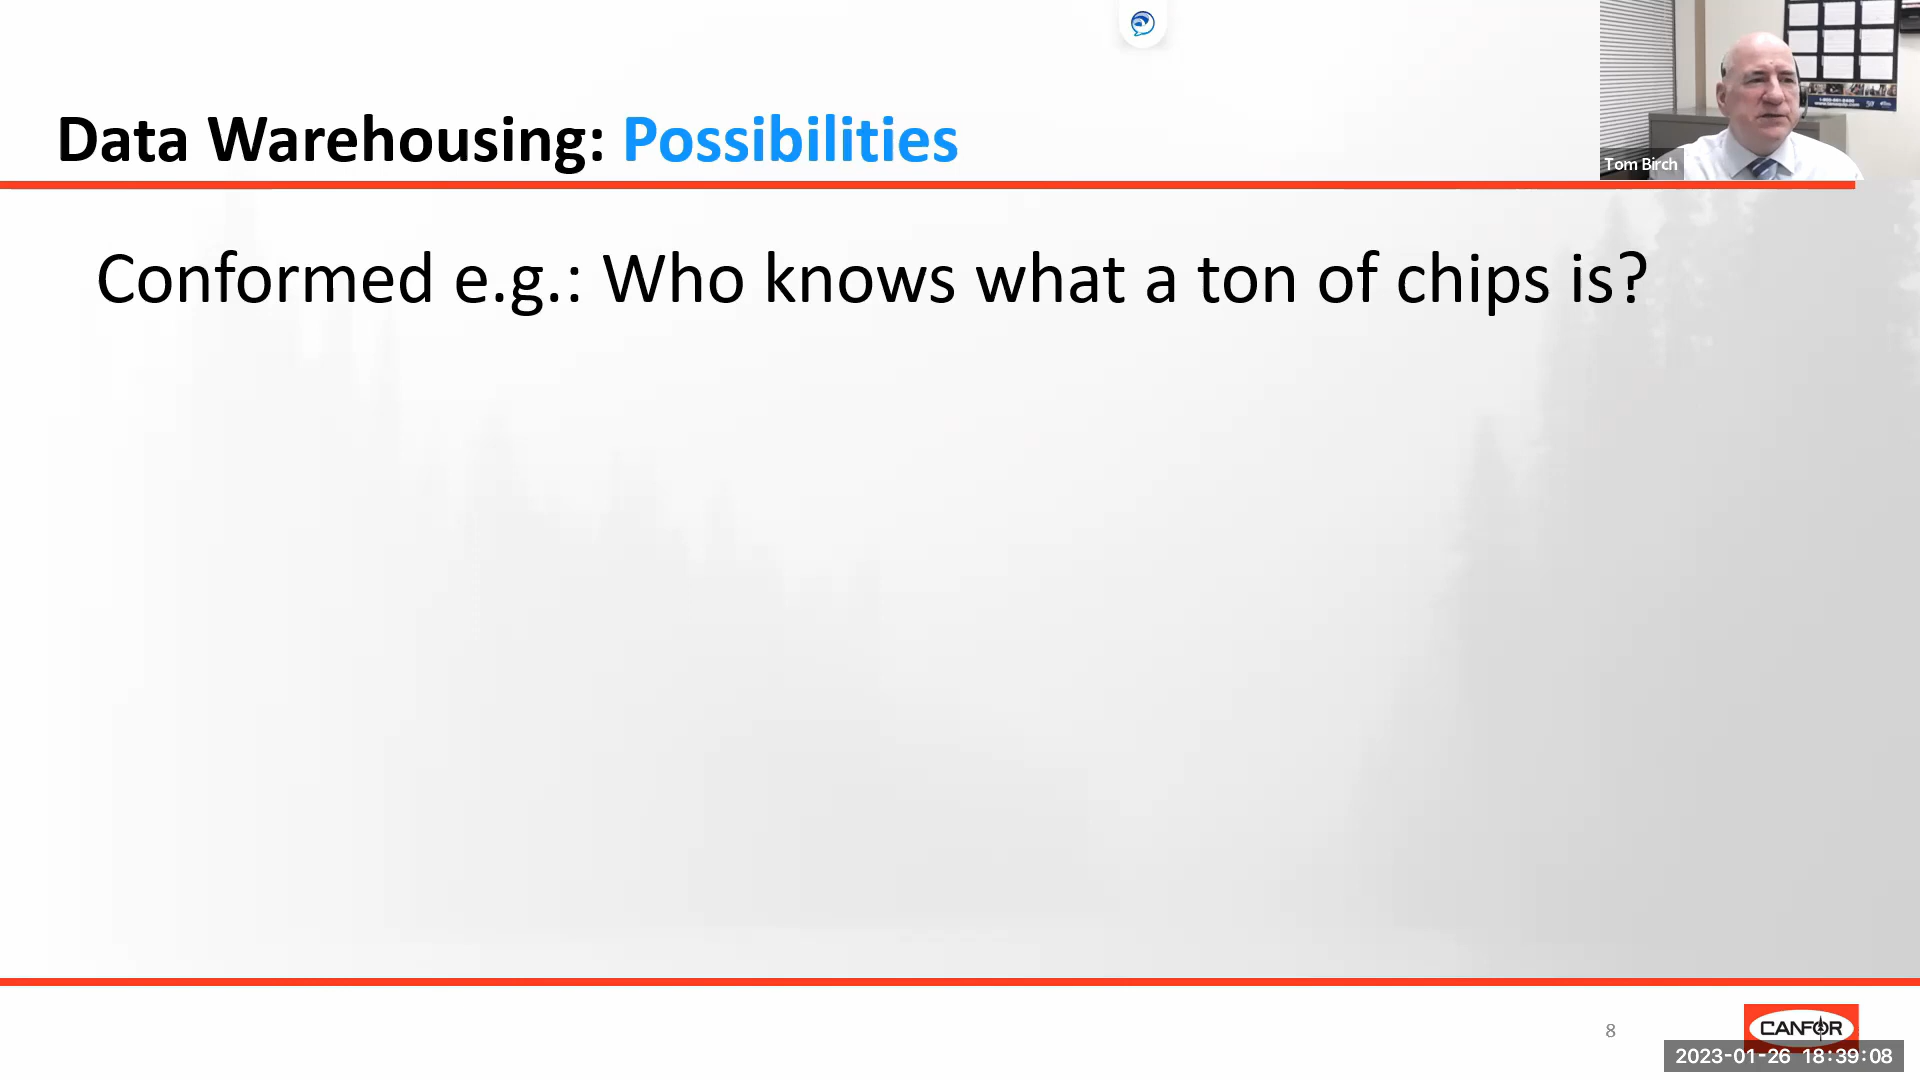 Data Warehousing: Possibilities
Tom Birch
Conformed e.g.: Who knows what a ton of chips is?
8
CANFOR
2023-01-26 18:39:08